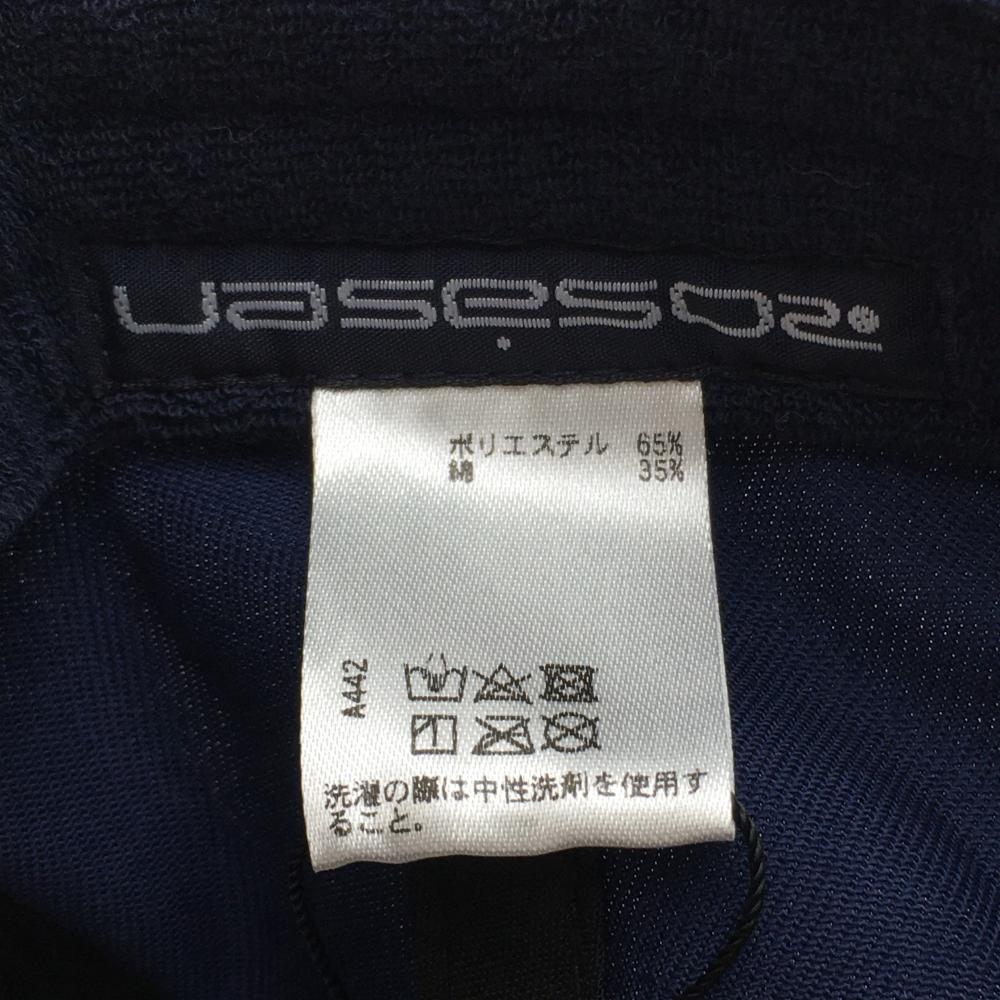 ポリエステル 65%
綿 35%
A442
洗濯の際は中性洗剤を使用す
ること。